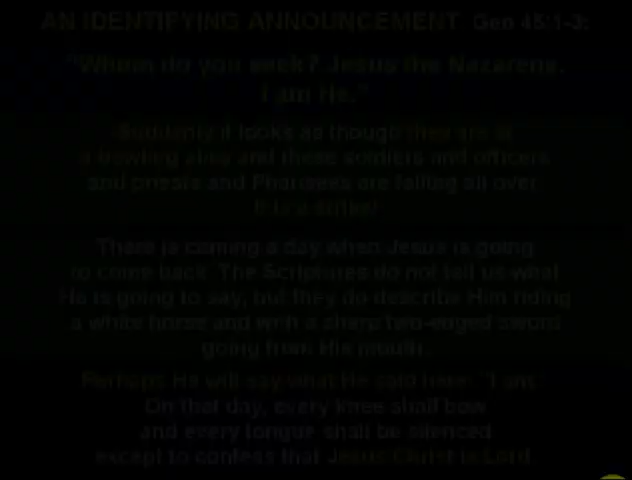 AN IDENTIFYING ANNOUNCEMENT Gen 45:1-3:
"Whom do you seek? Jesus the Nazarene.
I am He."
Suddenly it looks as though they are in
a bowling alley and these soldiers and officers
and priests and Pharisees are falling all over
It is a strike!
There is coming a day when Jesus is going
to come back. The Scriptures do not tell us what
He is going to say, but they do describe Him riding
a white horse and with a sharp two-edged sword
going from His mouth.
Perhaps He will say what He said here: "I am.
On that day, every knee shall bow
and every tongue shall be silenced
except to confess that Jesus Christ is Lord